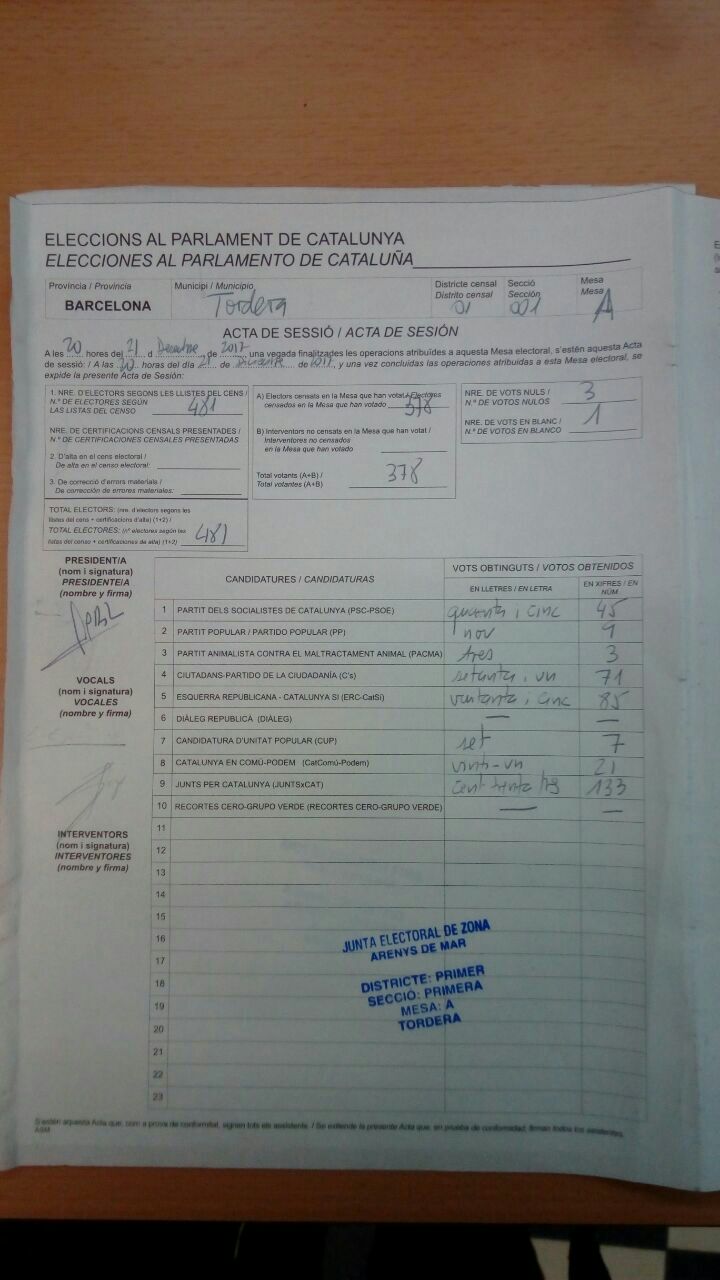 ELECCIONS AL PARLAMENT DE CATALUNYA
ELECCIONES AL PARLAMENTO DE CATALUÑA
Província / Provincia
BARCELONA
Municipi / Municipio
Tordera
Districte censal
Distrito censal
01
Secció
Sección
001
Mesa
Mesa
A
ACTA DE SESSIÓ / ACTA DE SESIÓN
A les 20 hores del 21 d Desembre de 2017, una vegada finalitzades les operacions atribuïdes a aquesta Mesa electoral, s'estén aquesta Acta
de sessió: / A las 20 horas del día 21 de Diciembre de 2017, y una vez concluidas las operaciones atribuidas a esta Mesa electoral, se
expide la presente Acta de Sesión:
1. NRE. D'ELECTORS SEGONS LES LLISTES DEL CENS /
N.º DE ELECTORES SEGÚN
LAS LISTAS DEL CENSO 481
NRE. DE CERTIFICACIONS CENSALS PRESENTADES /
N.º DE CERTIFICACIONES CENSALES PRESENTADAS
2. D'alta en el cens electoral /
De alta en el censo electoral:
3. De correcció d'errors materials /
De corrección de errores materiales:
TOTAL ELECTORS: (nre. d'electors segons les
llistes del cens + certificacions d'alta) (1+2) /
TOTAL ELECTORES: (nº electores según las
listas del censo + certificaciones de alta) (1+2) 481
A) Electors censats en la Mesa que han votat / Electores
censados en la Mesa que han votado 378
B) Interventors no censats en la Mesa que han votat /
Interventores no censados
en la Mesa que han votado
Total votants (A+B) /
Total votantes (A+B) 378
NRE. DE VOTS NULS /
N.º DE VOTOS NULOS 3
NRE. DE VOTS EN BLANC /
N.º DE VOTOS EN BLANCO 1
PRESIDENT/A
(nom i signatura)
PRESIDENTE/A
(nombre y firma)
VOCALS
(nom i signatura)
VOCALES
(nombre y firma)
INTERVENTORS
(nom i signatura)
INTERVENTORES
(nombre y firma)
CANDIDATURES / CANDIDATURAS
VOTS OBTINGUTS / VOTOS OBTENIDOS
EN LLETRES / EN LETRA
EN XIFRES / EN NÚM.
1 PARTIT DELS SOCIALISTES DE CATALUNYA (PSC-PSOE) quaranta i cinc 45
2 PARTIT POPULAR / PARTIDO POPULAR (PP) nou 9
3 PARTIT ANIMALISTA CONTRA EL MALTRACTAMENT ANIMAL (PACMA) tres 3
4 CIUTADANS-PARTIDO DE LA CIUDADANÍA (C's) setanta, un 71
5 ESQUERRA REPUBLICANA - CATALUNYA SÍ (ERC-CatSí) vuitanta i cinc 85
6 DIÀLEG REPUBLICÀ (DIÀLEG) — —
7 CANDIDATURA D'UNITAT POPULAR (CUP) set 7
8 CATALUNYA EN COMÚ-PODEM (CatComú-Podem) vinti-un 21
9 JUNTS PER CATALUNYA (JUNTSxCAT) cent trenta tres 133
10 RECORTES CERO-GRUPO VERDE (RECORTES CERO-GRUPO VERDE) — —
11
12
13
14
15
16
17
18
19
20
21
22
23
JUNTA ELECTORAL DE ZONA
ARENYS DE MAR
DISTRICTE: PRIMER
SECCIÓ: PRIMERA
MESA: A
TORDERA
S'estén aquesta Acta que, com a prova de conformitat, signen tots els assistents. / Se extiende la presente Acta que, en prueba de conformidad, firman todos los asistentes.